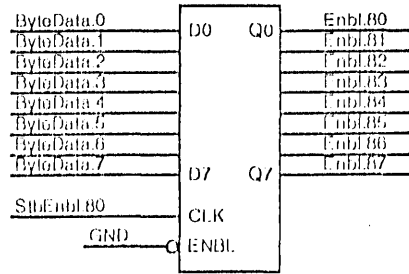 ByteData.0 D0 Q0 Enbl.80
ByteData.1 Enbl.81
ByteData.2 Enbl.82
ByteData.3 Enbl.83
ByteData.4 Enbl.84
ByteData.5 Enbl.85
ByteData.6 Enbl.86
ByteData.7 D7 Q7 Enbl.87
StbEnbl.80 CLK
GND ENBL